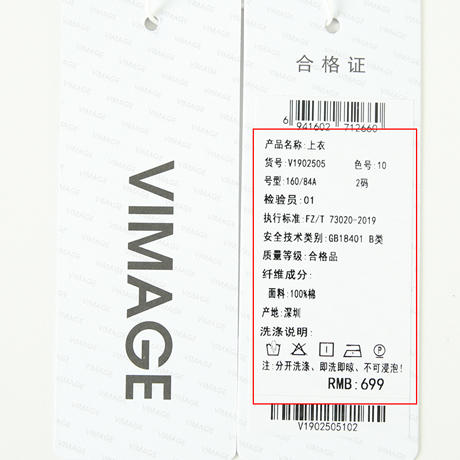 VIMAGE
合格证
6 941602 712660
产品名称:上衣
货号:V1902505 色号:10
号型:160/84A 2码
检验员:01
执行标准:FZ/T 73020-2019
安全技术类别:GB18401 B类
质量等级:合格品
纤维成分:
面料:100%棉
产地:深圳
洗涤说明:
注:分开洗涤、即洗即晾、不可浸泡!
RMB:699
V1902505102